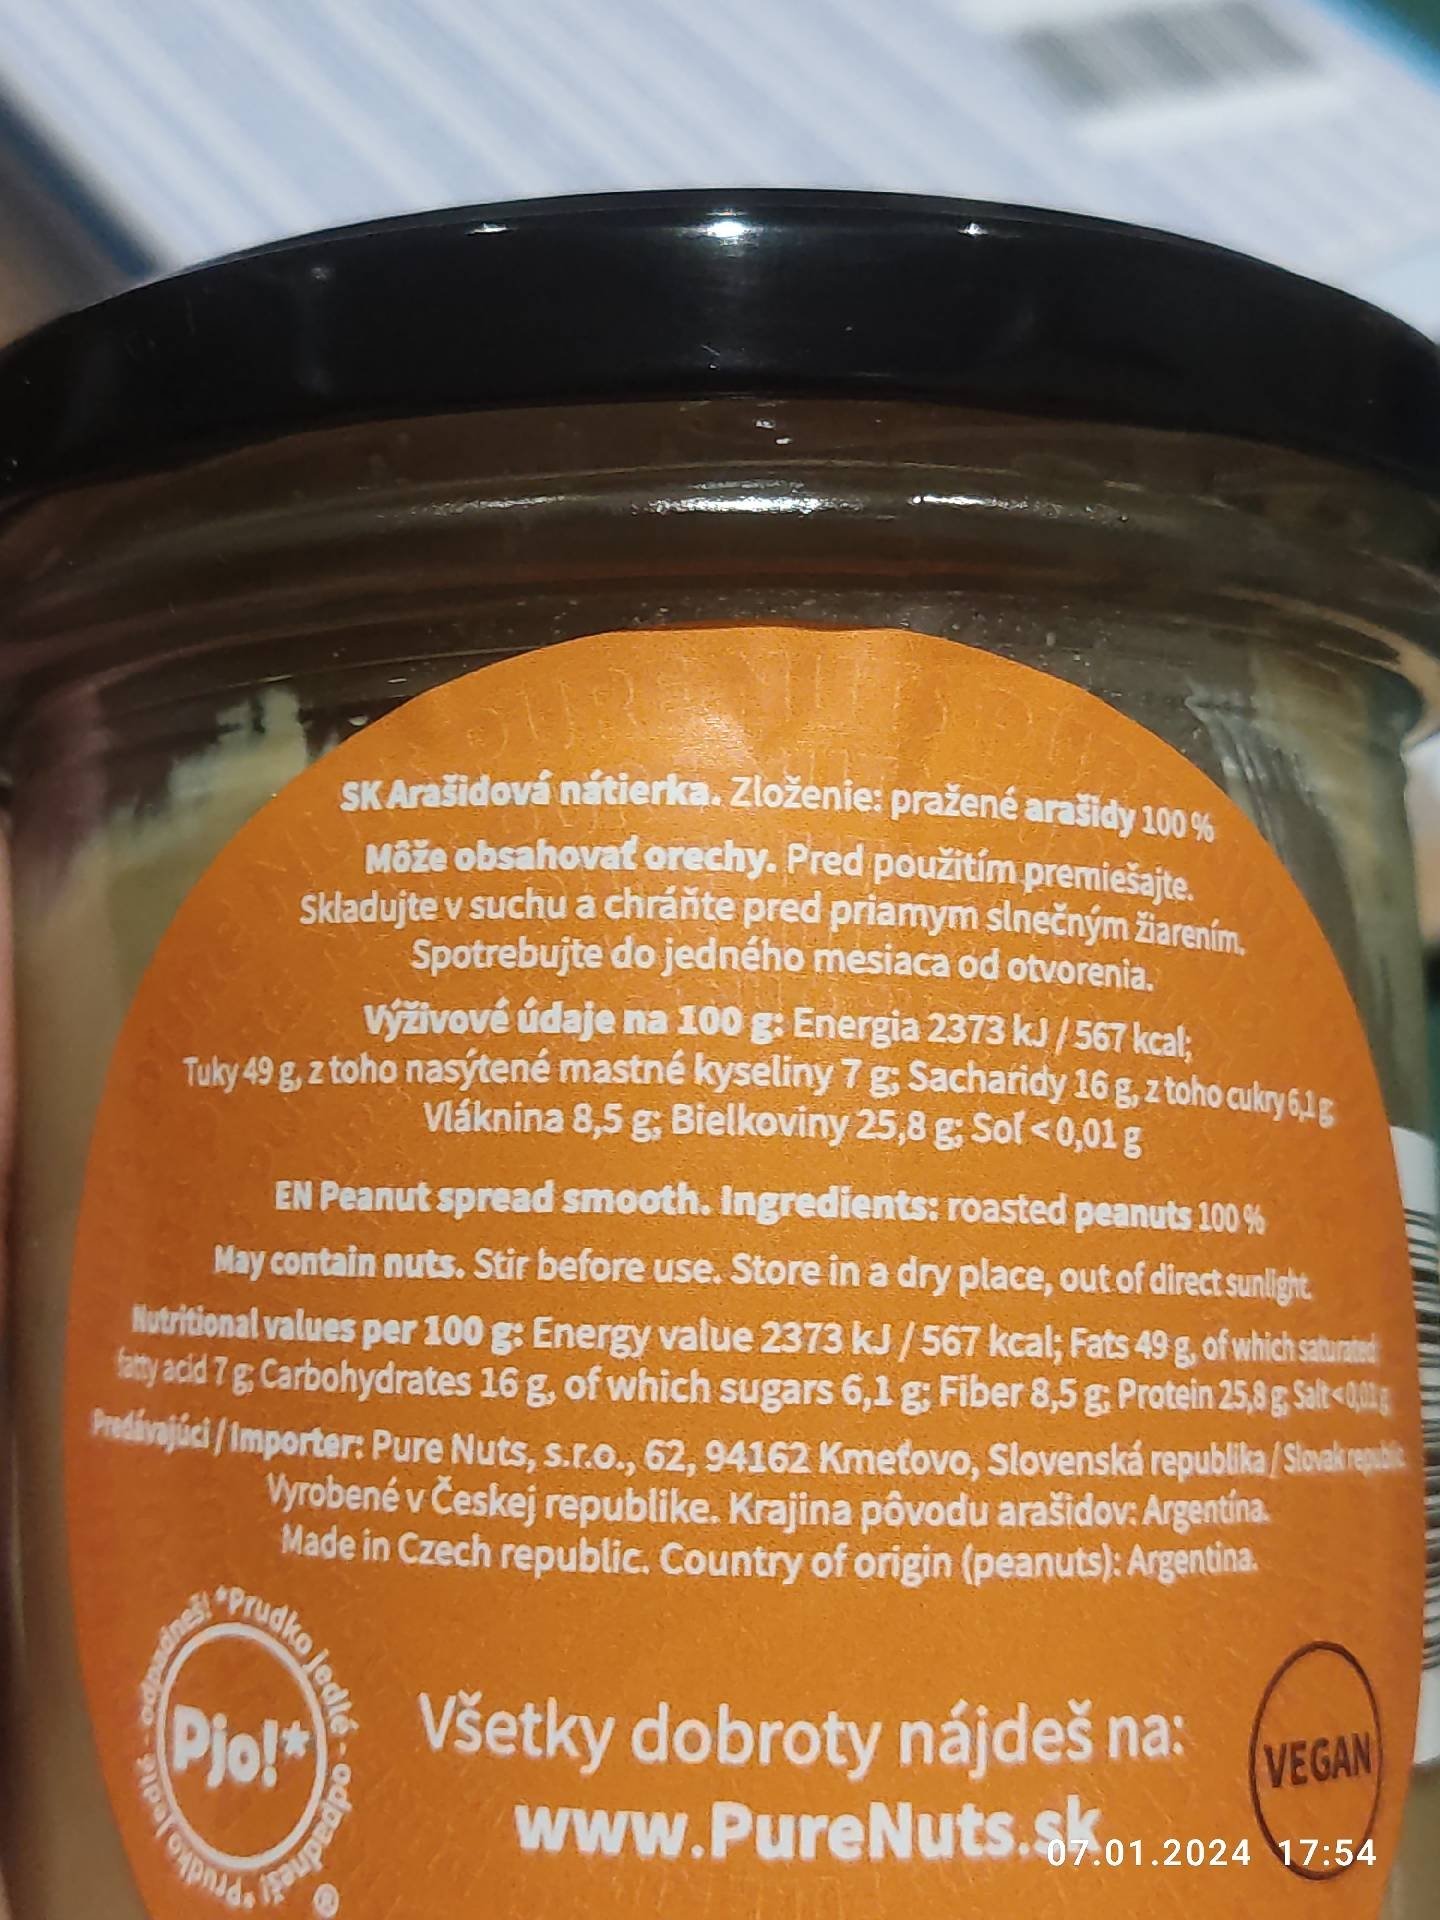 SK Arašidová nátierka. Zloženie: pražené arašidy 100 %
Môže obsahovať orechy. Pred použitím premiešajte.
Skladujte v suchu a chráňte pred priamym slnečným žiarením.
Spotrebujte do jedného mesiaca od otvorenia.
Výživové údaje na 100 g: Energia 2373 kJ / 567 kcal;
Tuky 49 g, z toho nasýtené mastné kyseliny 7 g; Sacharidy 16 g, z toho cukry 6,1 g
Vláknina 8,5 g; Bielkoviny 25,8 g; Soľ < 0,01 g
EN Peanut spread smooth. Ingredients: roasted peanuts 100 %
May contain nuts. Stir before use. Store in a dry place, out of direct sunlight.
Nutritional values per 100 g: Energy value 2373 kJ / 567 kcal; Fats 49 g, of which saturated
fatty acid 7 g; Carbohydrates 16 g, of which sugars 6,1 g; Fiber 8,5 g; Protein 25,8 g; Salt < 0,01 g
Predávajúci / Importer: Pure Nuts, s.r.o., 62, 94162 Kmeťovo, Slovenská republika / Slovak republic
Vyrobené v Českej republike. Krajina pôvodu arašidov: Argentína.
Made in Czech republic. Country of origin (peanuts): Argentina.
*Prudko jedlé - odpadneš! *Prudko jedlé - odpadneš!
Pjo!*
®
Všetky dobroty nájdeš na:
www.PureNuts.sk
VEGAN
07.01.2024 17:54